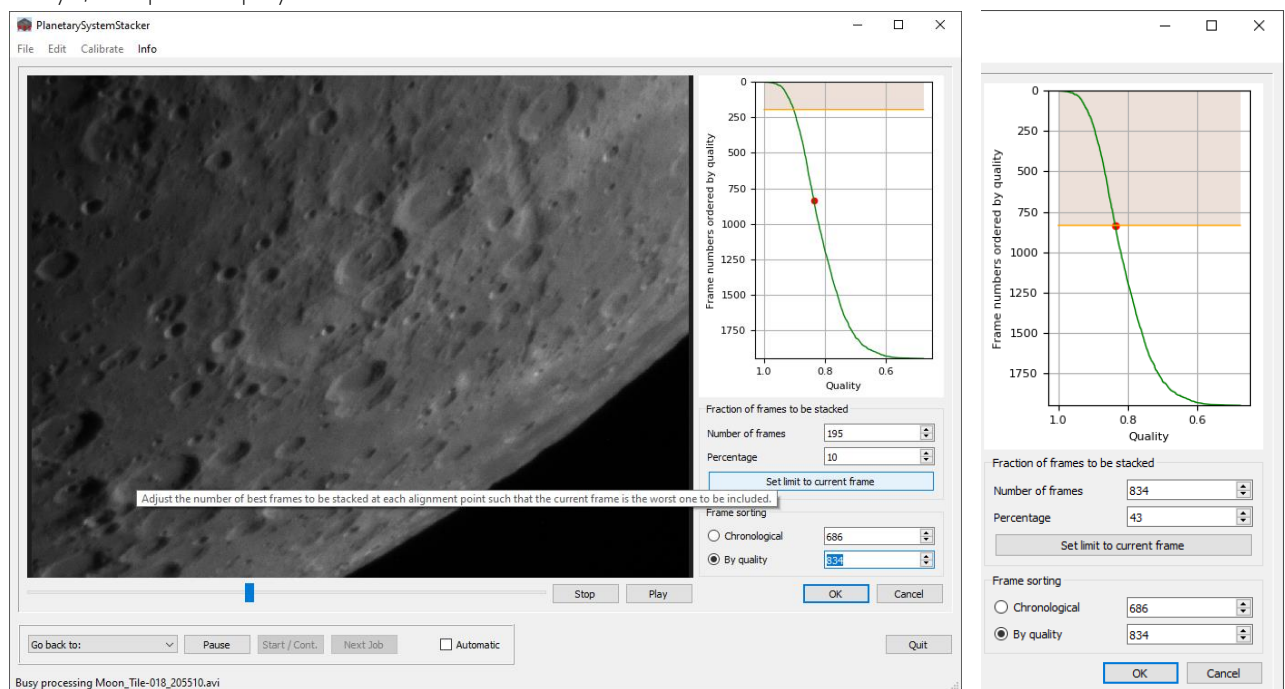 PlanetarySystemStacker
File Edit Calibrate Info
0
250
500
750
1000
1250
1500
1750
Frame numbers ordered by quality
1.0 0.8 0.6
Quality
Fraction of frames to be stacked
Number of frames 195
Percentage 10
Set limit to current frame
Adjust the number of best frames to be stacked at each alignment point such that the current frame is the worst one to be included.
Frame sorting
Chronological 686
By quality 834
Stop Play OK Cancel
Go back to: Pause Start / Cont. Next Job Automatic Quit
Busy processing Moon_Tile-018_205510.avi
0
250
500
750
1000
1250
1500
1750
Frame numbers ordered by quality
1.0 0.8 0.6
Quality
Fraction of frames to be stacked
Number of frames 834
Percentage 43
Set limit to current frame
Frame sorting
Chronological 686
By quality 834
OK Cancel